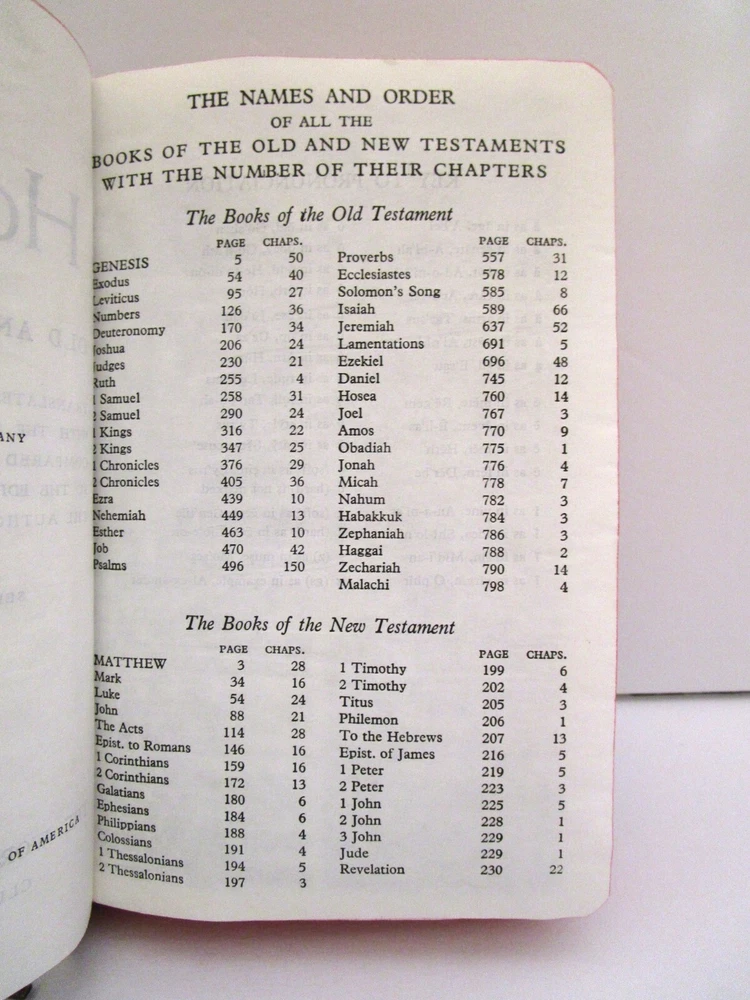 THE NAMES AND ORDER
OF ALL THE
BOOKS OF THE OLD AND NEW TESTAMENTS
WITH THE NUMBER OF THEIR CHAPTERS
The Books of the Old Testament
PAGE CHAPS.
GENESIS 5 50
Exodus 54 40
Leviticus 95 27
Numbers 126 36
Deuteronomy 170 34
Joshua 206 24
Judges 230 21
Ruth 255 4
1 Samuel 258 31
2 Samuel 290 24
1 Kings 316 22
2 Kings 347 25
1 Chronicles 376 29
2 Chronicles 405 36
Ezra 439 10
Nehemiah 449 13
Esther 463 10
Job 470 42
Psalms 496 150
PAGE CHAPS.
Proverbs 557 31
Ecclesiastes 578 12
Solomon's Song 585 8
Isaiah 589 66
Jeremiah 637 52
Lamentations 691 5
Ezekiel 696 48
Daniel 745 12
Hosea 760 14
Joel 767 3
Amos 770 9
Obadiah 775 1
Jonah 776 4
Micah 778 7
Nahum 782 3
Habakkuk 784 3
Zephaniah 786 3
Haggai 788 2
Zechariah 790 14
Malachi 798 4
The Books of the New Testament
PAGE CHAPS.
MATTHEW 3 28
Mark 34 16
Luke 54 24
John 88 21
The Acts 114 28
Epist. to Romans 146 16
1 Corinthians 159 16
2 Corinthians 172 13
Galatians 180 6
Ephesians 184 6
Philippians 188 4
Colossians 191 4
1 Thessalonians 194 5
2 Thessalonians 197 3
PAGE CHAPS.
1 Timothy 199 6
2 Timothy 202 4
Titus 205 3
Philemon 206 1
To the Hebrews 207 13
Epist. of James 216 5
1 Peter 219 5
2 Peter 223 3
1 John 225 5
2 John 228 1
3 John 229 1
Jude 229 1
Revelation 230 22
OF AMERICA